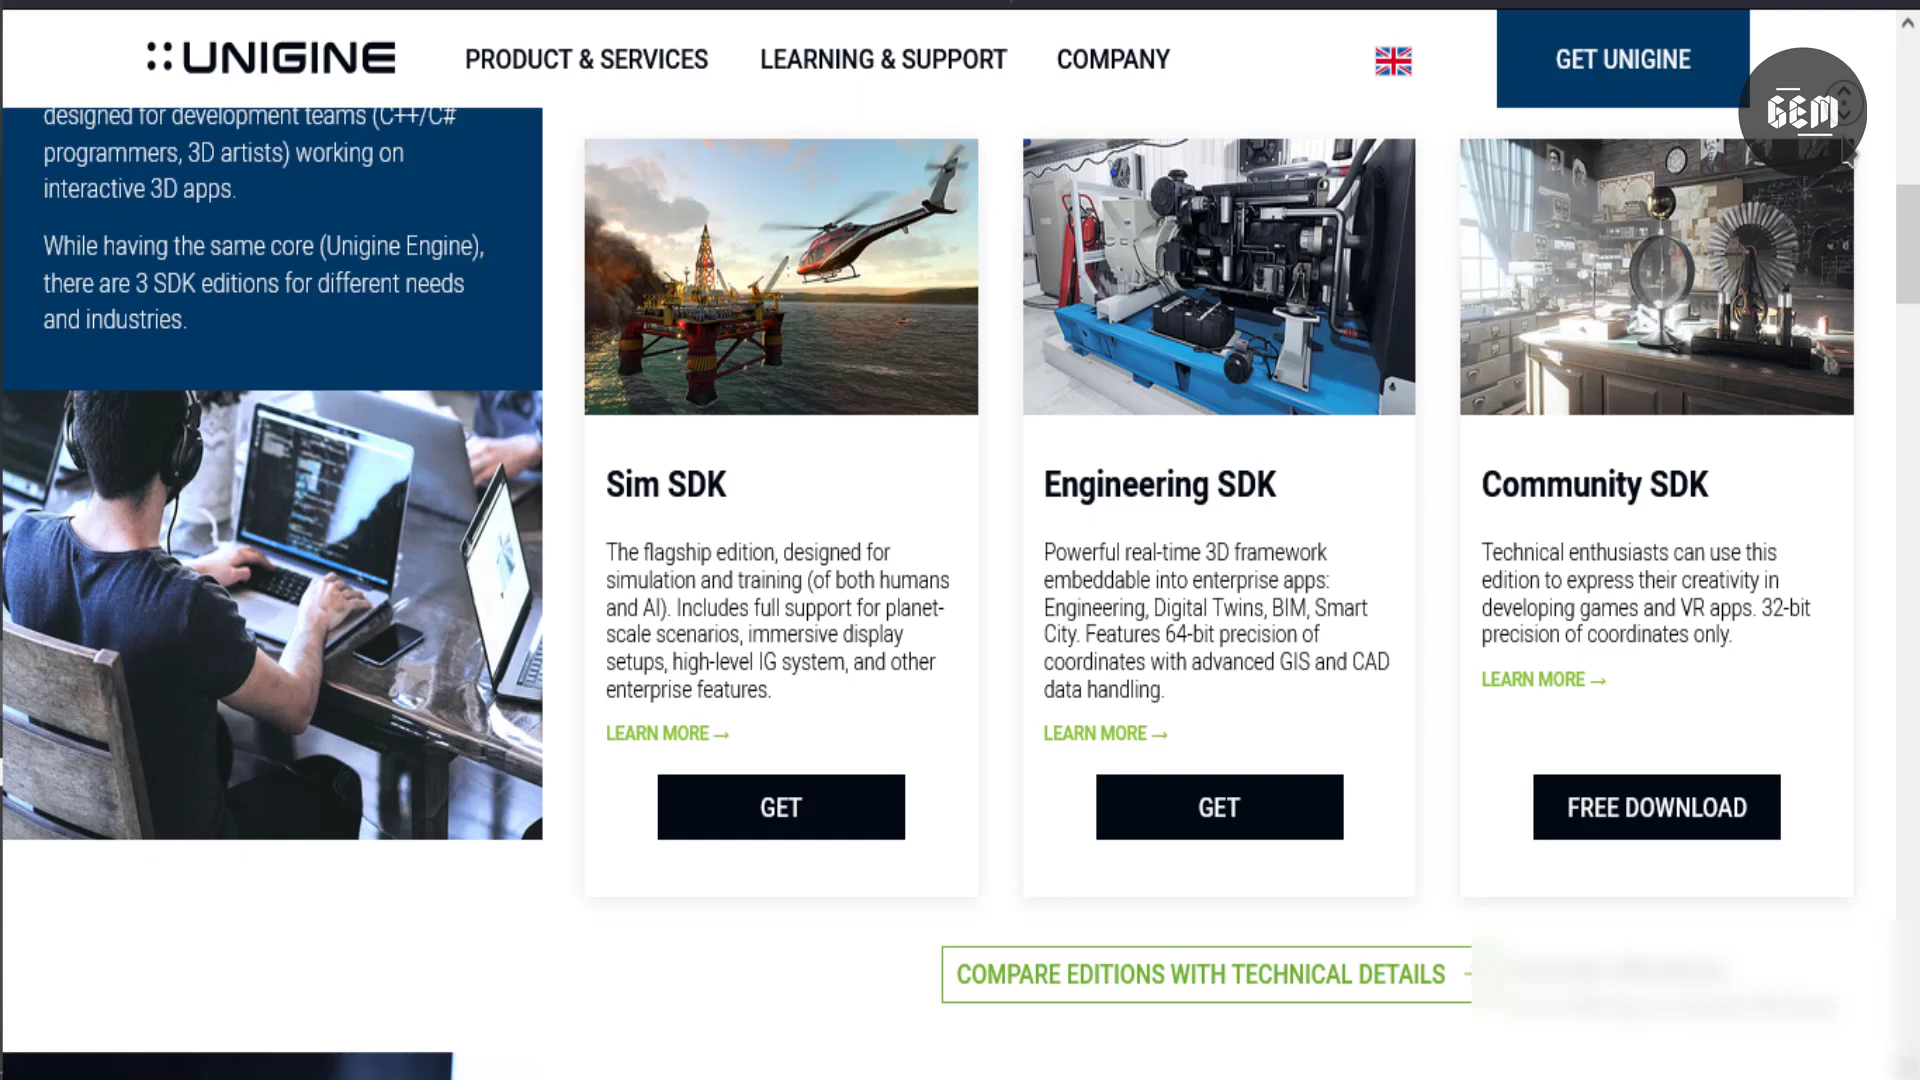 UNIGINE
PRODUCT & SERVICES
LEARNING & SUPPORT
COMPANY
GET UNIGINE
GEM
designed for development teams (C++/C#
programmers, 3D artists) working on
interactive 3D apps.
While having the same core (Unigine Engine),
there are 3 SDK editions for different needs
and industries.
Sim SDK
The flagship edition, designed for
simulation and training (of both humans
and AI). Includes full support for planet-
scale scenarios, immersive display
setups, high-level IG system, and other
enterprise features.
LEARN MORE →
GET
Engineering SDK
Powerful real-time 3D framework
embeddable into enterprise apps:
Engineering, Digital Twins, BIM, Smart
City. Features 64-bit precision of
coordinates with advanced GIS and CAD
data handling.
LEARN MORE →
GET
Community SDK
Technical enthusiasts can use this
edition to express their creativity in
developing games and VR apps. 32-bit
precision of coordinates only.
LEARN MORE →
FREE DOWNLOAD
COMPARE EDITIONS WITH TECHNICAL DETAILS